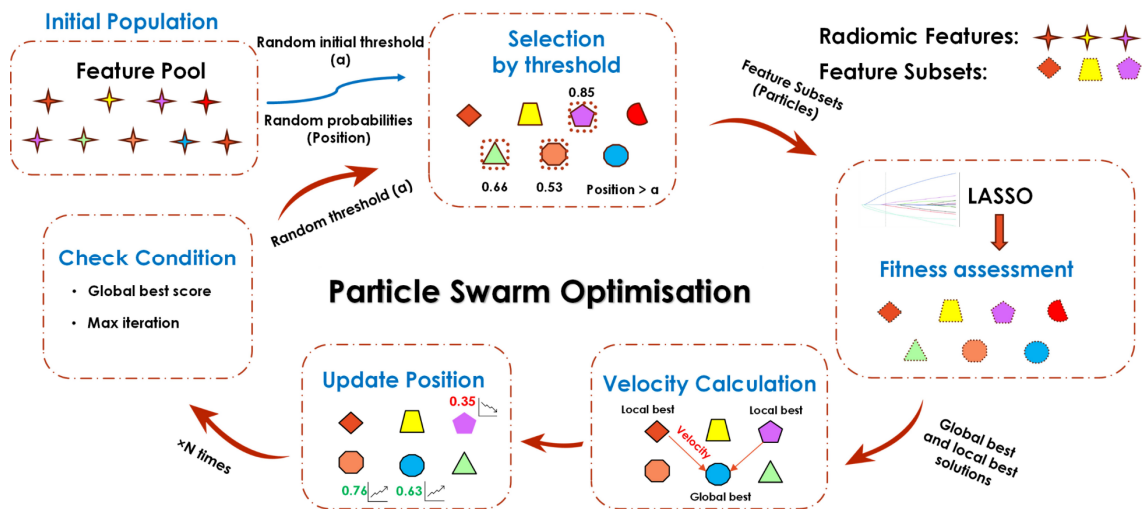 Initial Population
Feature Pool
Random initial threshold
(a)
Random probabilities
(Position)
Random threshold (a)
Selection
by threshold
0.85
0.66
0.53
Position > a
Feature Subsets
(Particles)
Radiomic Features:
Feature Subsets:
LASSO
Fitness assessment
Global best
and local best
solutions
Velocity Calculation
Local best
Local best
Velocity
Global best
Update Position
0.35
0.76
0.63
×N times
Check Condition
• Global best score
• Max iteration
Particle Swarm Optimisation